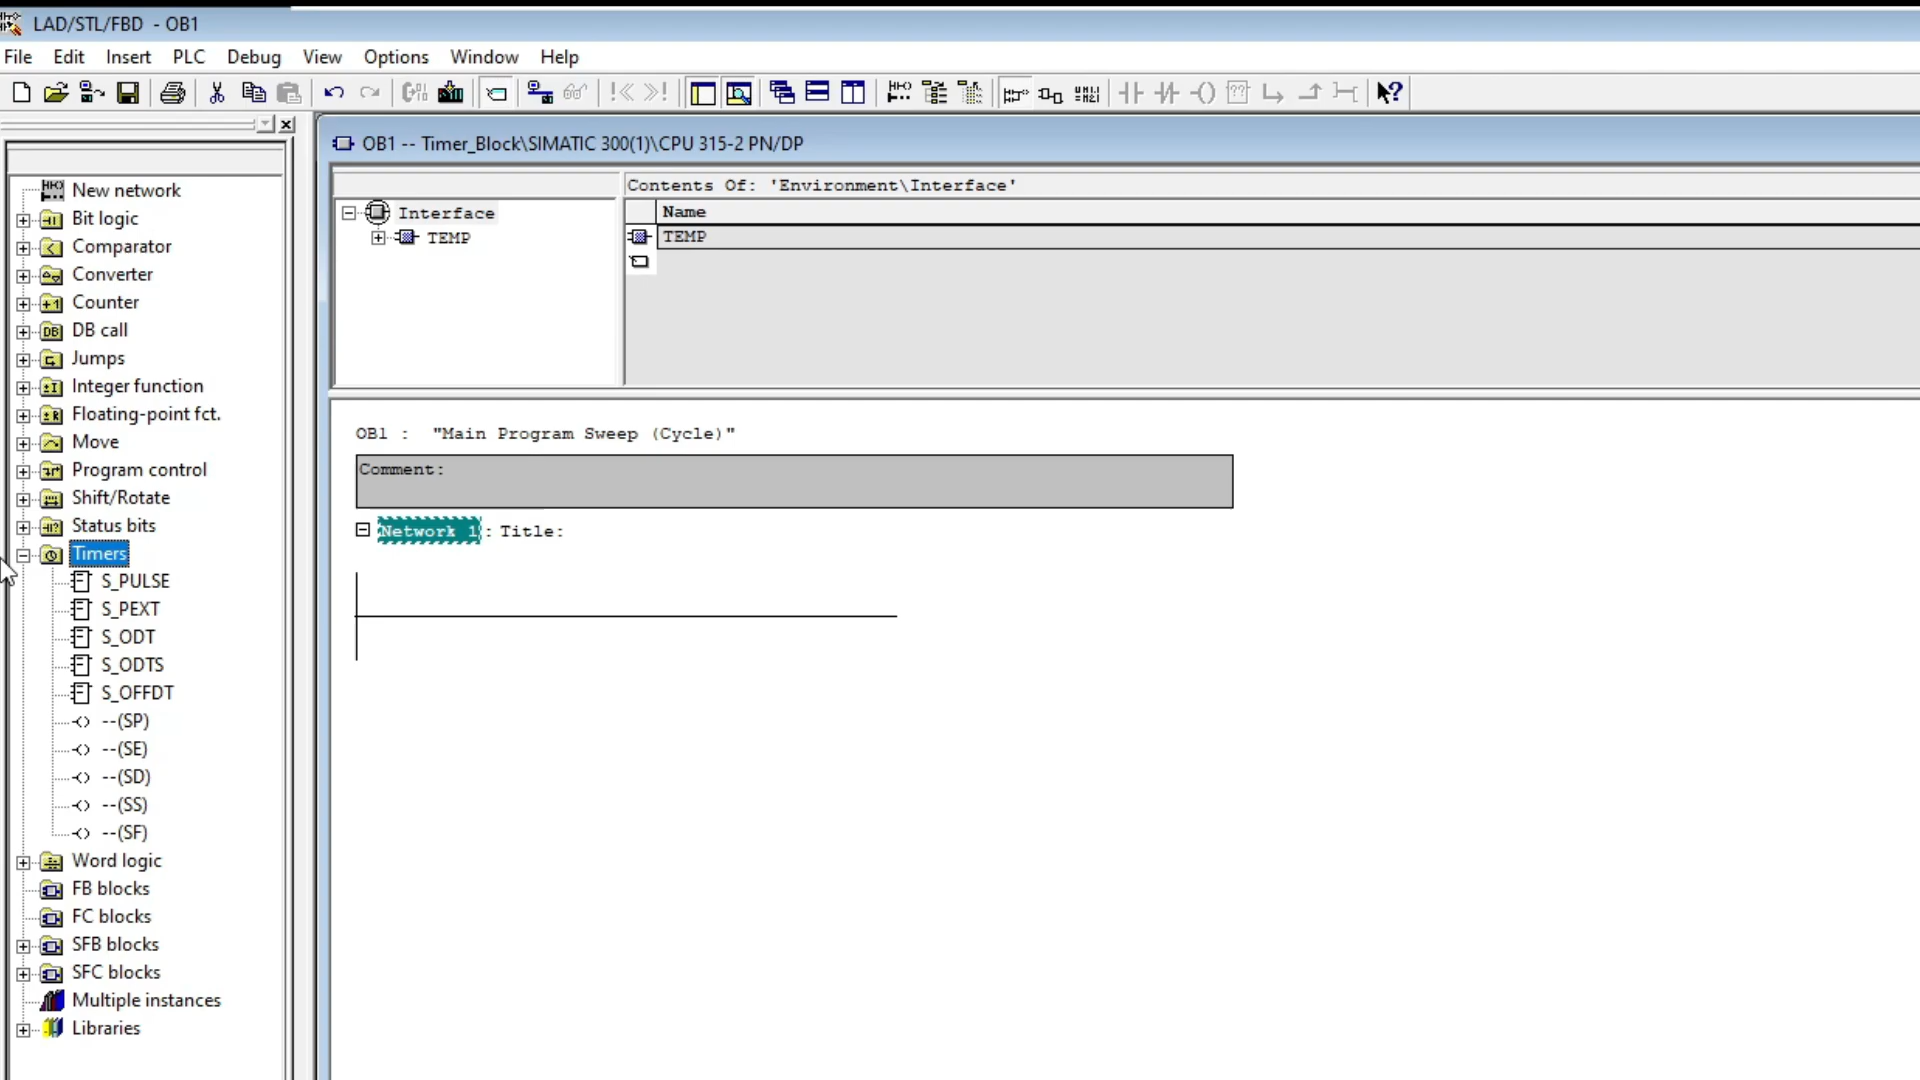 LAD/STL/FBD - OB1
File Edit Insert PLC Debug View Options Window Help
New network
Bit logic
Comparator
Converter
Counter
DB call
Jumps
Integer function
Floating-point fct.
Move
Program control
Shift/Rotate
Status bits
Timers
S_PULSE
S_PEXT
S_ODT
S_ODTS
S_OFFDT
--(SP)
--(SE)
--(SD)
--(SS)
--(SF)
Word logic
FB blocks
FC blocks
SFB blocks
SFC blocks
Multiple instances
Libraries
OB1 -- Timer_Block\SIMATIC 300(1)\CPU 315-2 PN/DP
Interface
TEMP
Contents Of: 'Environment\Interface'
Name
TEMP
OB1 : "Main Program Sweep (Cycle)"
Comment:
Network 1: Title: